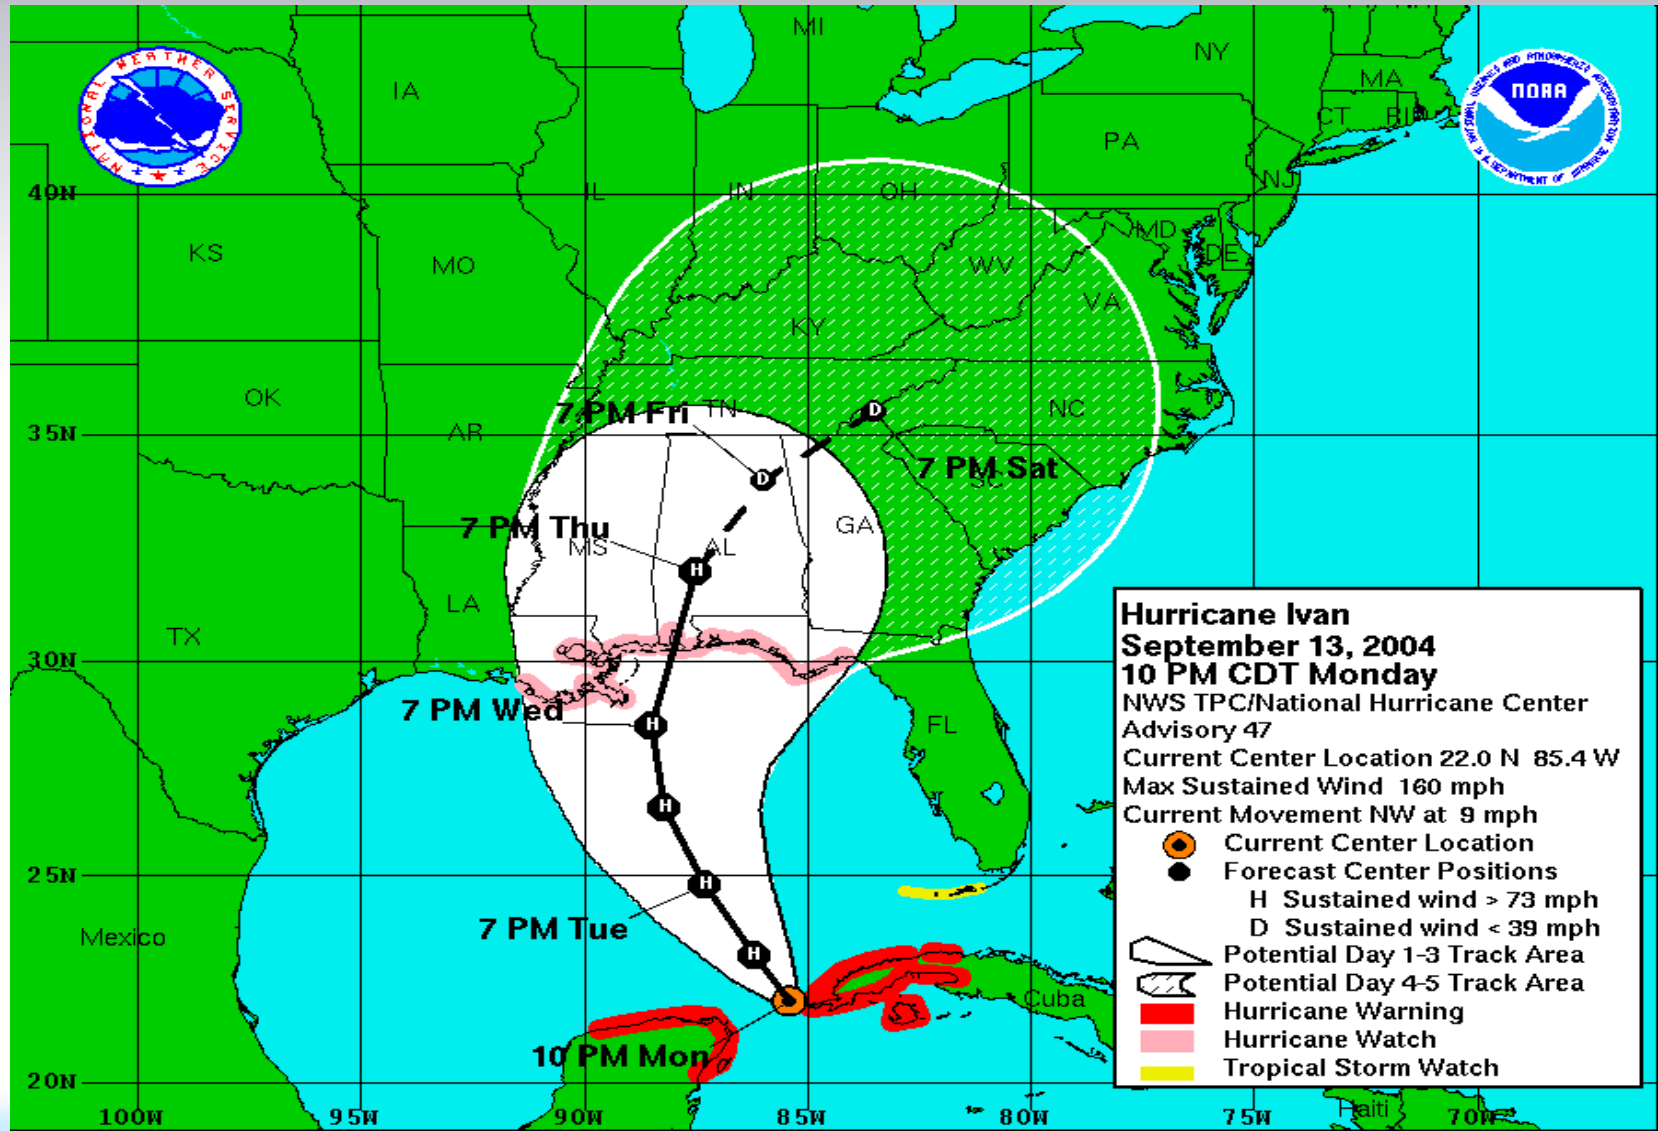 MI
NY
IA
MA
CT
RI
PA
NATIONAL WEATHER SERVICE
NOAA
NJ
40N
IL
IN
OH
MD
DE
KS
MO
WV
VA
KY
OK
7 PM Fri
TN
NC
AR
35N
7 PM Sat
SC
7 PM Thu
MS
AL
GA
LA
TX
30N
7 PM Wed
FL
25N
7 PM Tue
Mexico
Cuba
10 PM Mon
20N
Haiti
100W
95W
90W
85W
80W
75W
70W
Hurricane Ivan
September 13, 2004
10 PM CDT Monday
NWS TPC/National Hurricane Center
Advisory 47
Current Center Location 22.0 N 85.4 W
Max Sustained Wind 160 mph
Current Movement NW at 9 mph
Current Center Location
Forecast Center Positions
H Sustained wind > 73 mph
D Sustained wind < 39 mph
Potential Day 1-3 Track Area
Potential Day 4-5 Track Area
Hurricane Warning
Hurricane Watch
Tropical Storm Watch
D
D
H
H
H
H
H